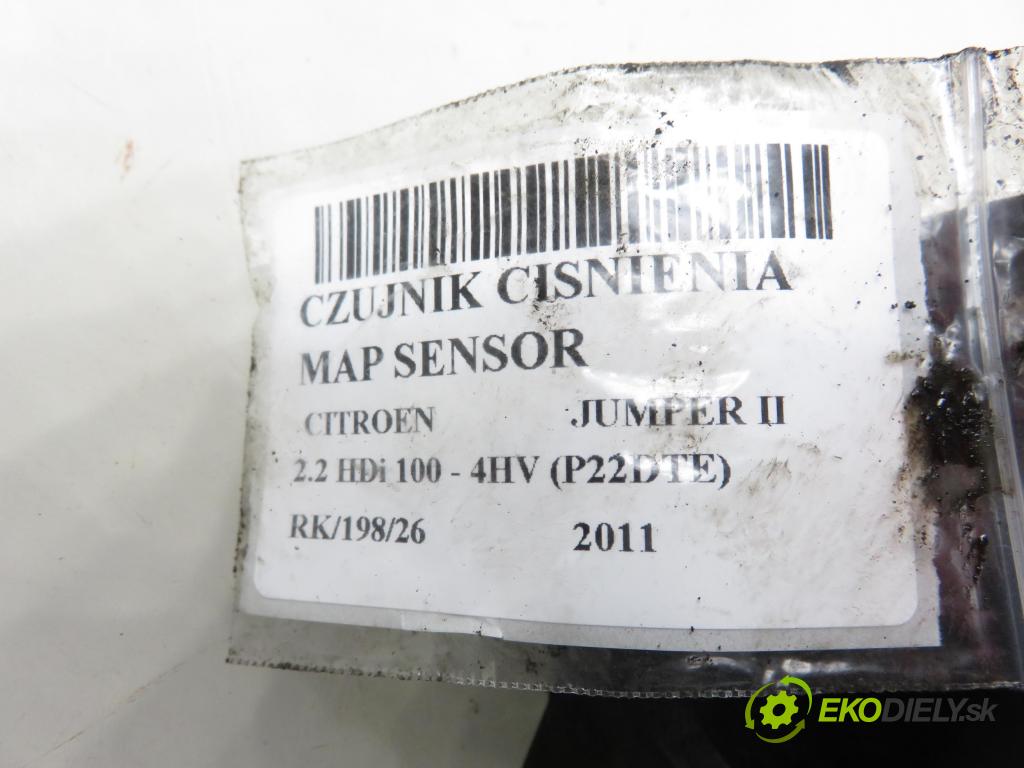 CZUJNIK CISNIENIA
MAP SENSOR
CITROEN JUMPER II
2.2 HDi 100 - 4HV (P22DTE)
RK/198/26 2011
EKODIELY.sk